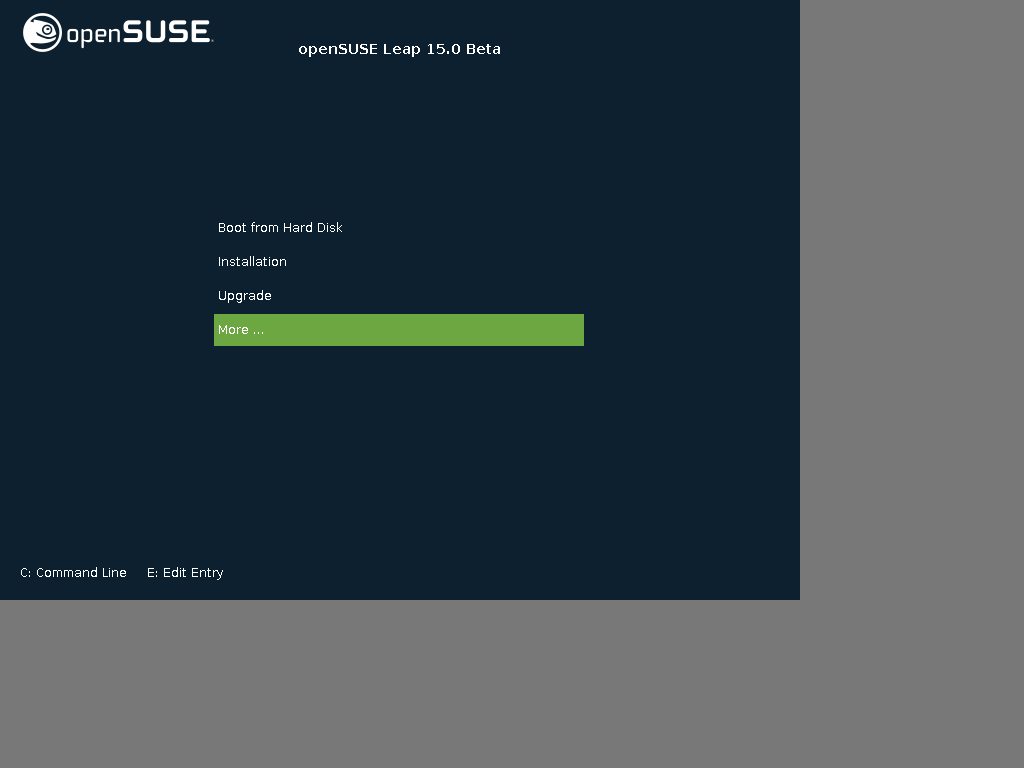 openSUSE
openSUSE Leap 15.0 Beta
Boot from Hard Disk
Installation
Upgrade
More ...
C: Command Line E: Edit Entry